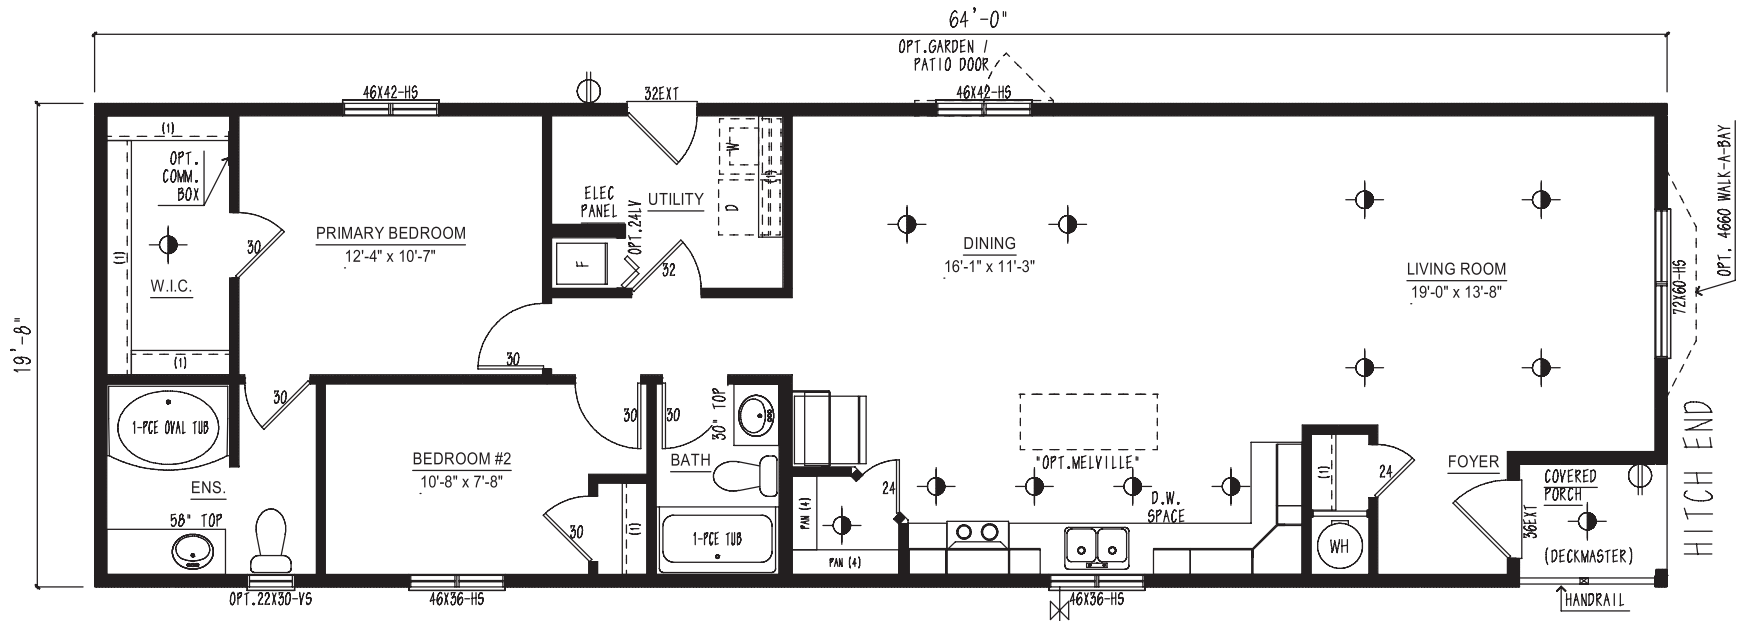 64'-0"
OPT.GARDEN /
PATIO DOOR
46X42-HS
32EXT
46X42-HS
(1)
OPT.
COMM.
BOX
ELEC
PANEL
UTILITY
W
D
(1)
OPT.24LV
OPT. 4660 WALK-A-BAY
PRIMARY BEDROOM
12'-4" x 10'-7"
30
(1)
W.I.C.
F
32
DINING
16'-1" x 11'-3"
LIVING ROOM
19'-0" x 13'-8"
72X60-HS
19'-8"
(1)
30
30
30
30
30" TOP
1-PCE OVAL TUB
BEDROOM #2
10'-8" x 7'-8"
BATH
"OPT.MELVILLE"
(1)
24
FOYER
COVERED
PORCH
HITCH END
ENS.
24
D.W.
SPACE
58" TOP
30
(1)
1-PCE TUB
PAN (4)
PAN (4)
WH
36EXT
(DECKMASTER)
OPT.22X30-VS
46X36-HS
46X36-HS
HANDRAIL